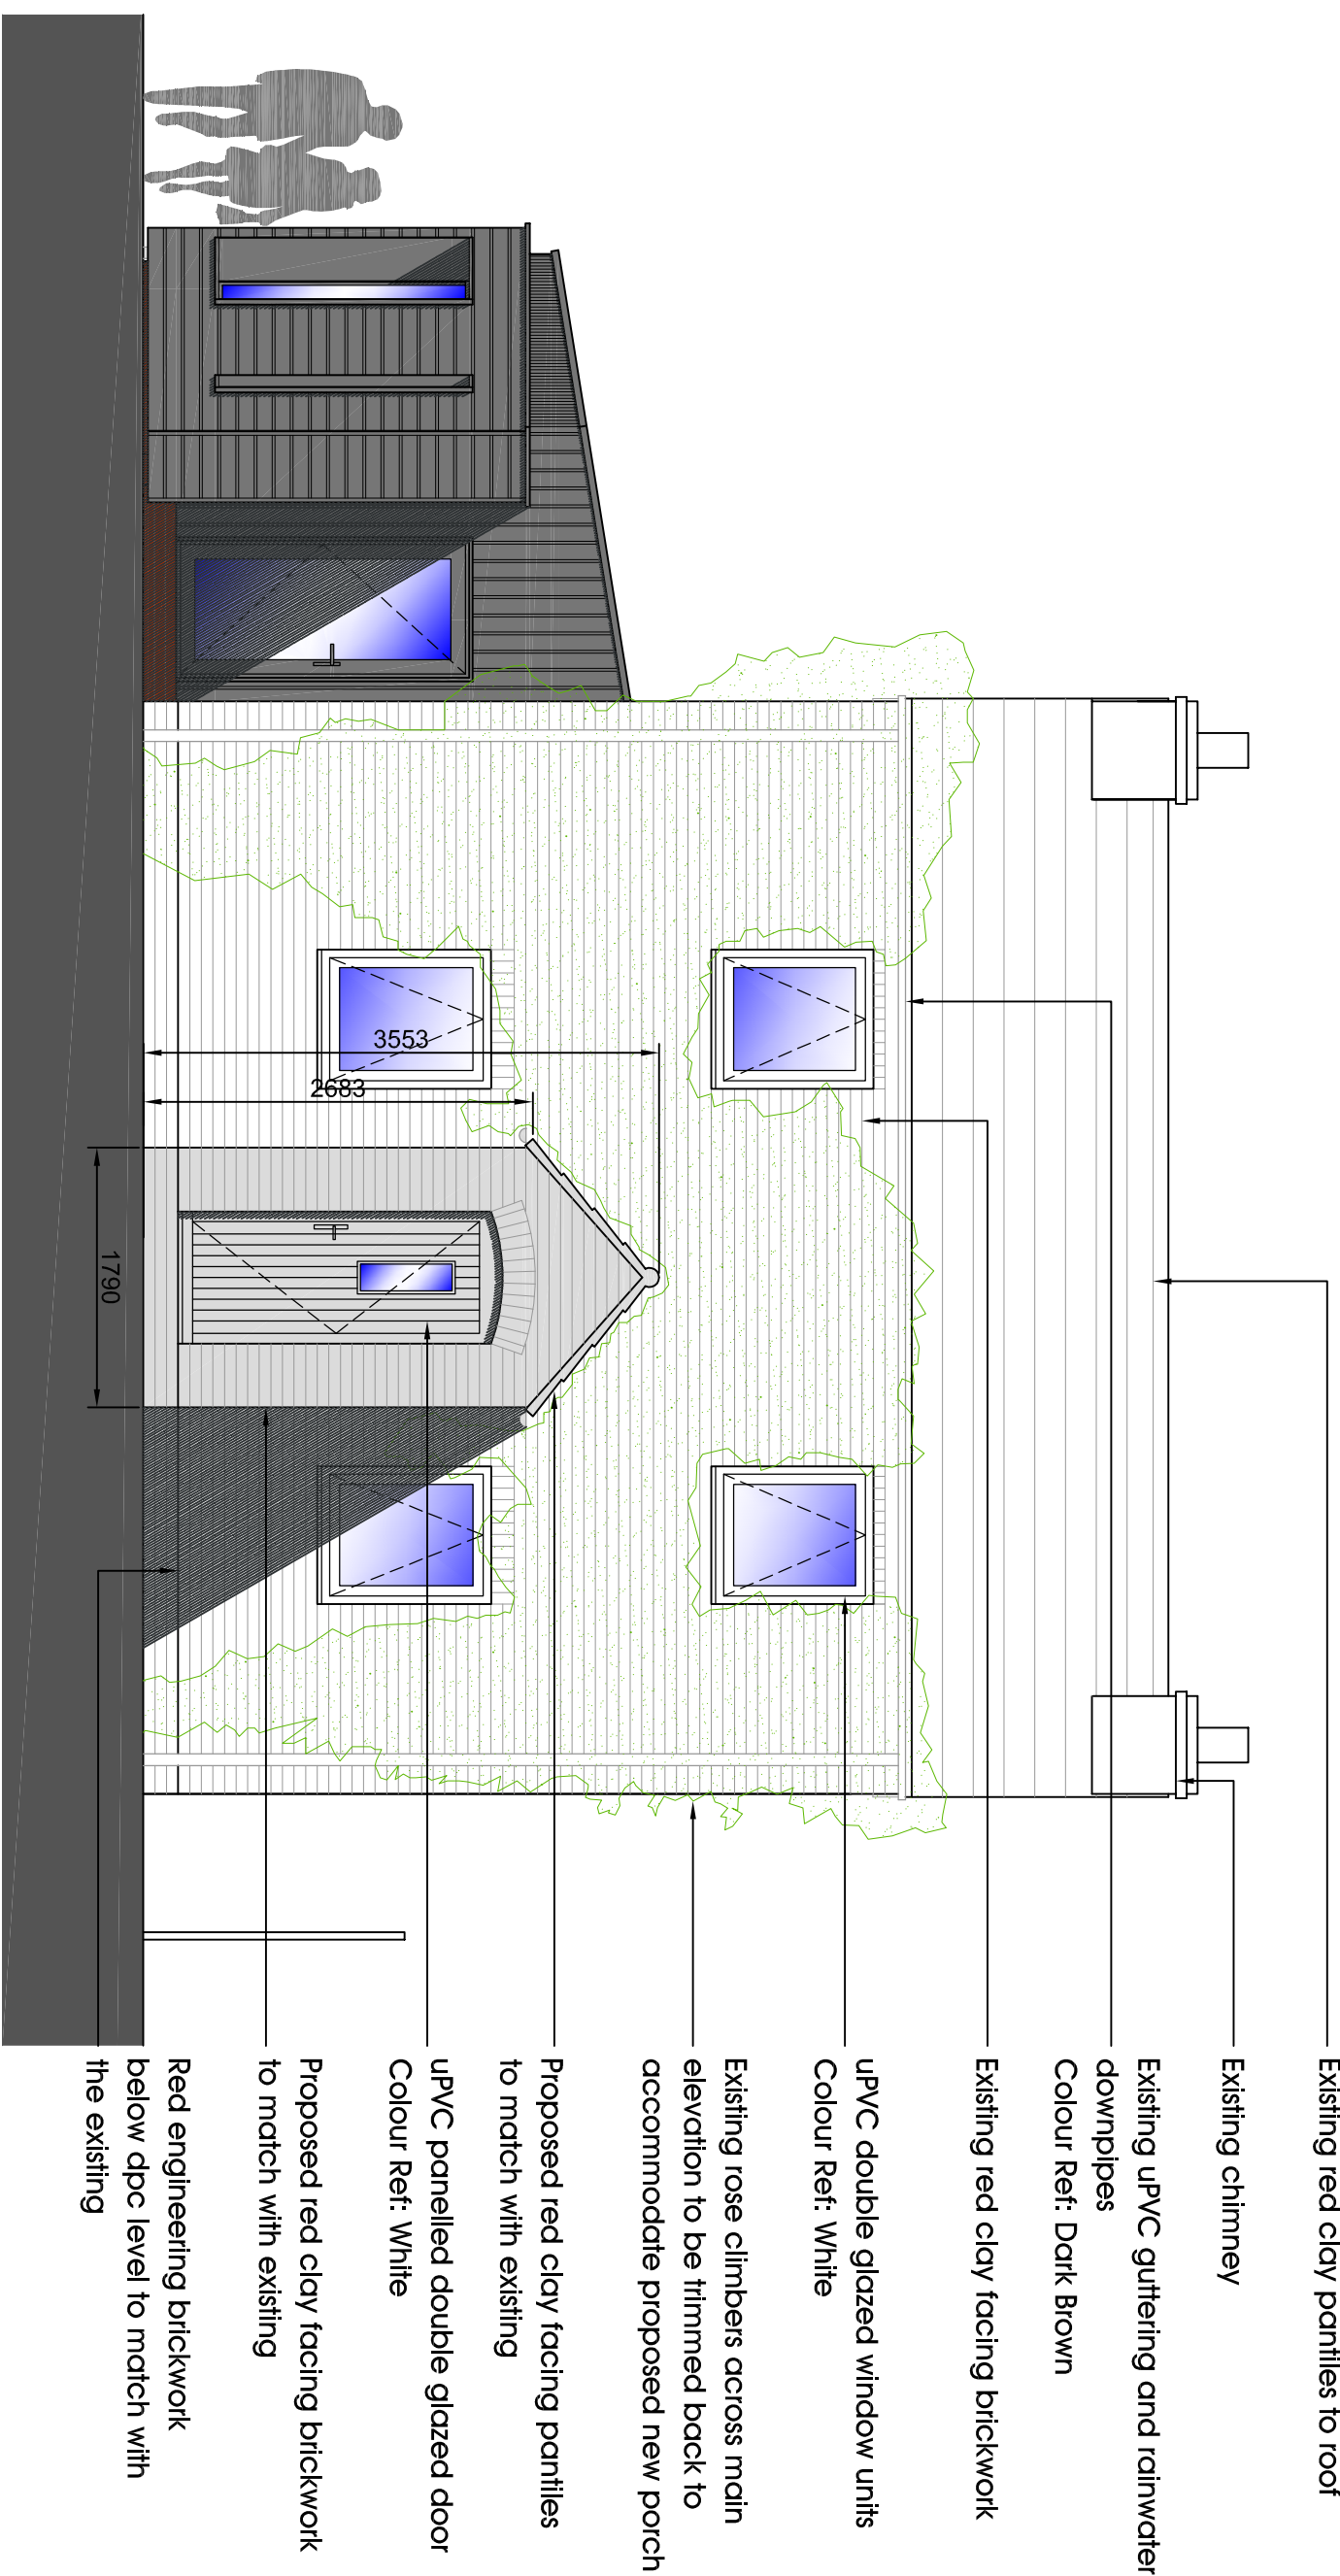 Existing red clay pantiles to roof
Existing chimney
Existing uPVC guttering and rainwater
downpipes
Colour Ref: Dark Brown
Existing red clay facing brickwork
uPVC double glazed window units
Colour Ref: White
Existing rose climbers across main
elevation to be trimmed back to
accommodate proposed new porch
Proposed red clay facing pantiles
to match with existing
uPVC panelled double glazed door
Colour Ref: White
Proposed red clay facing brickwork
to match with existing
Red engineering brickwork
below dpc level to match with
the existing
3553
2683
1790